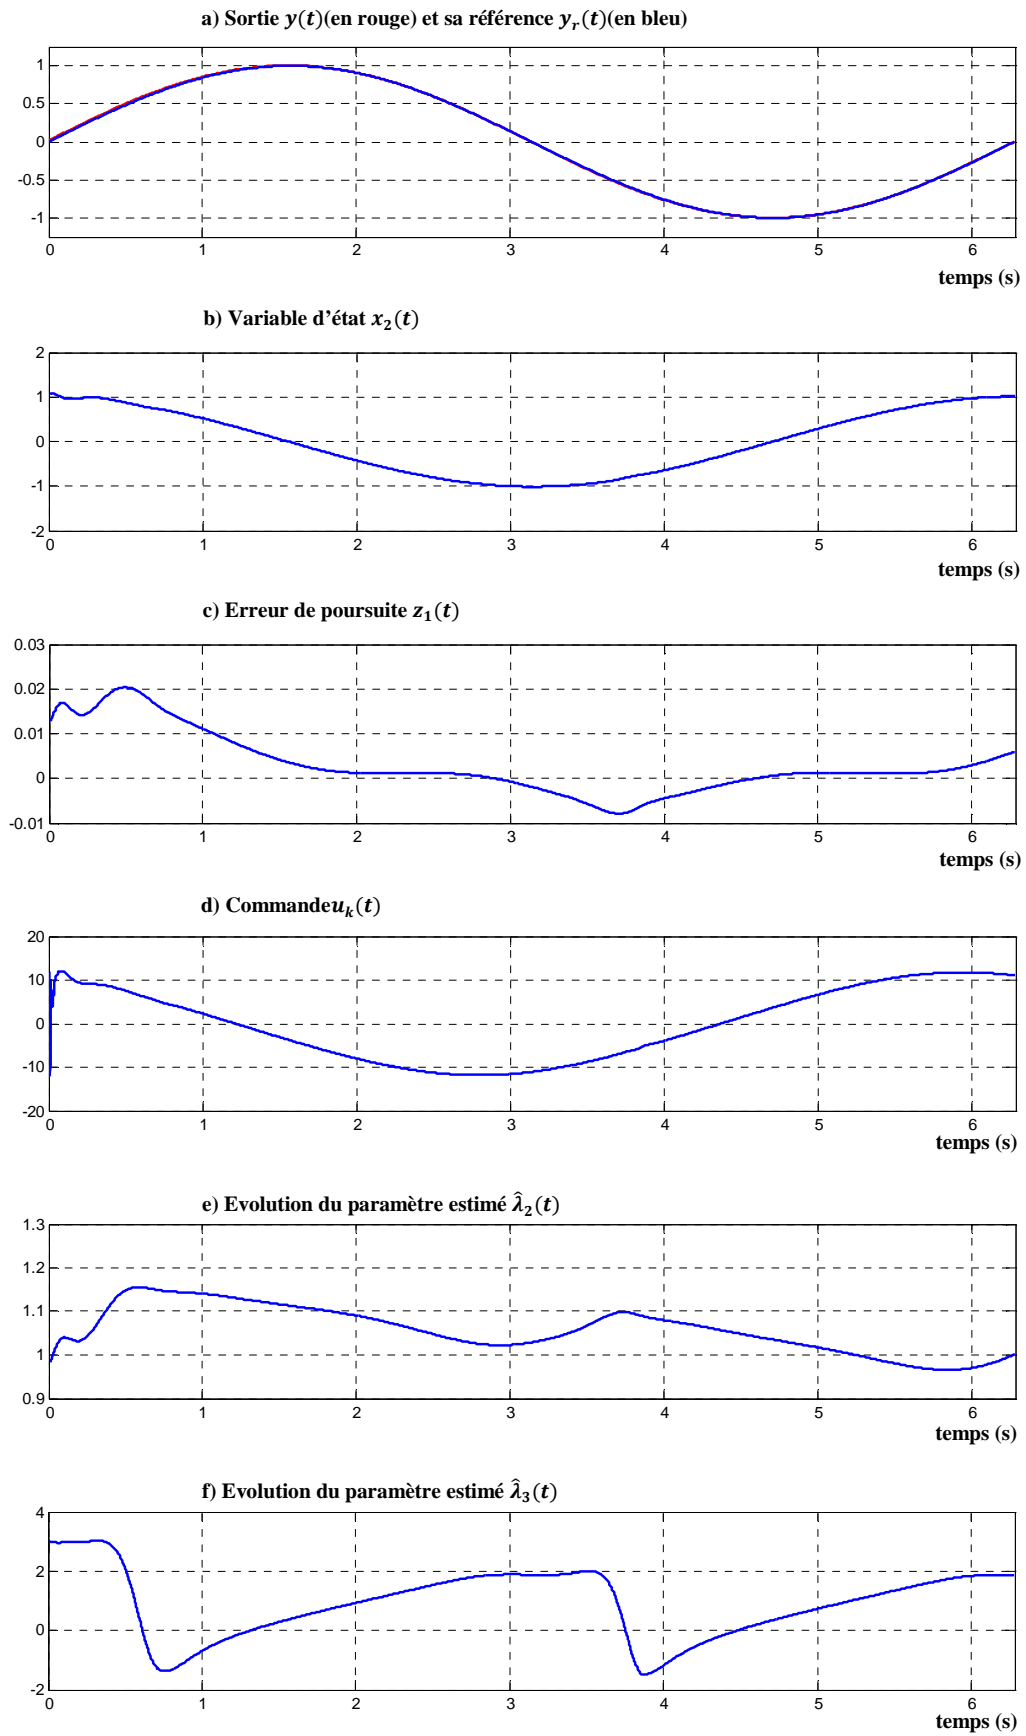 a) Sortie y(t)(en rouge) et sa référence y_r(t)(en bleu)
1
0.5
0
-0.5
-1
0 1 2 3 4 5 6
temps (s)
b) Variable d'état x_2(t)
2
1
0
-1
-2
0 1 2 3 4 5 6
temps (s)
c) Erreur de poursuite z_1(t)
0.03
0.02
0.01
0
-0.01
0 1 2 3 4 5 6
temps (s)
d) Commandeu_k(t)
20
10
0
-10
-20
0 1 2 3 4 5 6
temps (s)
e) Evolution du paramètre estimé λ̂_2(t)
1.3
1.2
1.1
1
0.9
0 1 2 3 4 5 6
temps (s)
f) Evolution du paramètre estimé λ̂_3(t)
4
2
0
-2
0 1 2 3 4 5 6
temps (s)